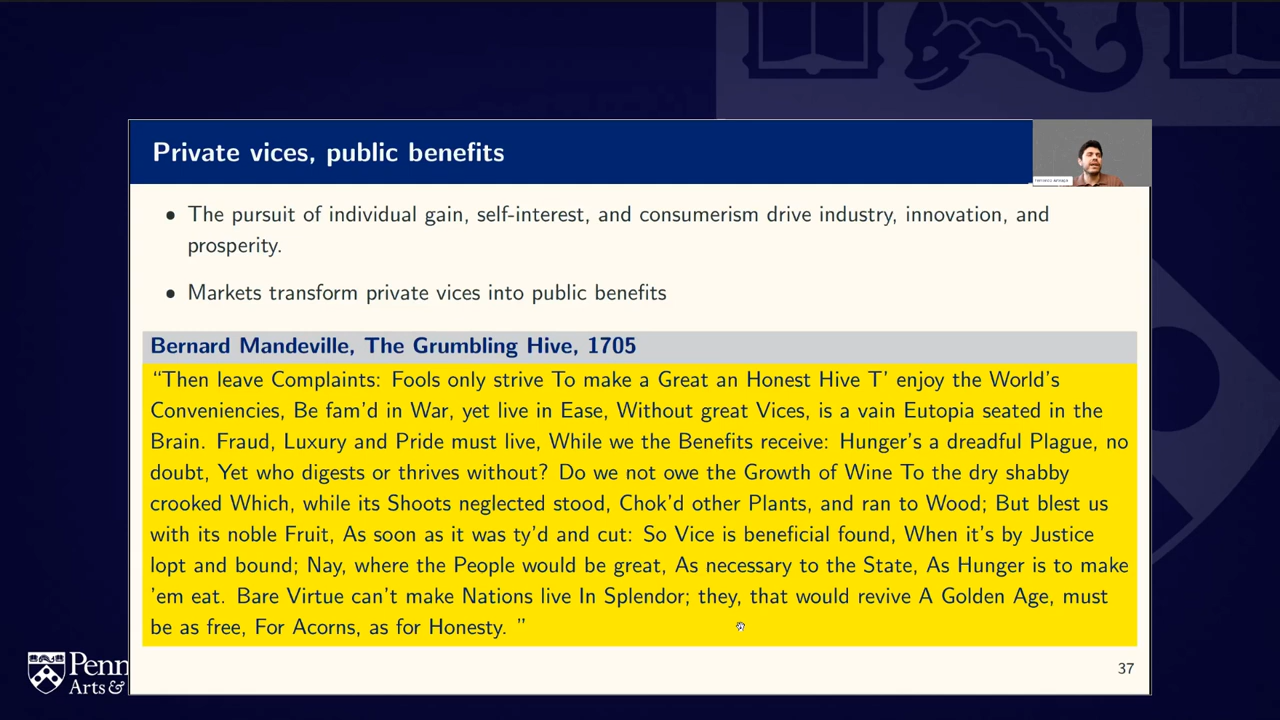 Private vices, public benefits
• The pursuit of individual gain, self-interest, and consumerism drive industry, innovation, and
prosperity.
• Markets transform private vices into public benefits
Bernard Mandeville, The Grumbling Hive, 1705
“Then leave Complaints: Fools only strive To make a Great an Honest Hive T’ enjoy the World’s
Conveniencies, Be fam’d in War, yet live in Ease, Without great Vices, is a vain Eutopia seated in the
Brain. Fraud, Luxury and Pride must live, While we the Benefits receive: Hunger’s a dreadful Plague, no
doubt, Yet who digests or thrives without? Do we not owe the Growth of Wine To the dry shabby
crooked Which, while its Shoots neglected stood, Chok’d other Plants, and ran to Wood; But blest us
with its noble Fruit, As soon as it was ty’d and cut: So Vice is beneficial found, When it’s by Justice
lopt and bound; Nay, where the People would be great, As necessary to the State, As Hunger is to make
’em eat. Bare Virtue can’t make Nations live In Splendor; they, that would revive A Golden Age, must
be as free, For Acorns, as for Honesty. ”
37
Penn
Arts &